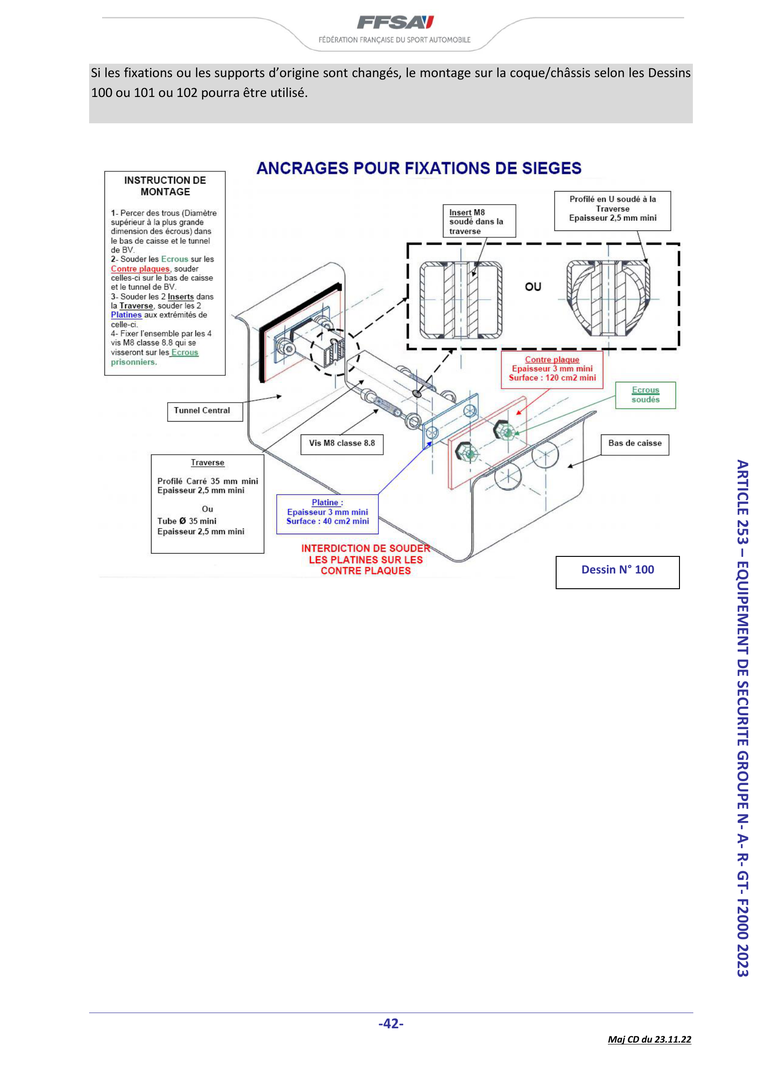 FFSA
FÉDÉRATION FRANÇAISE DU SPORT AUTOMOBILE
Si les fixations ou les supports d’origine sont changés, le montage sur la coque/châssis selon les Dessins
100 ou 101 ou 102 pourra être utilisé.
ANCRAGES POUR FIXATIONS DE SIEGES
INSTRUCTION DE
MONTAGE
1- Percer des trous (Diamètre
supérieur à la plus grande
dimension des écrous) dans
le bas de caisse et le tunnel
de BV.
2- Souder les Ecrous sur les
Contre plaques, souder
celles-ci sur le bas de caisse
et le tunnel de BV.
3- Souder les 2 Inserts dans
la Traverse, souder les 2
Platines aux extrémités de
celle-ci.
4- Fixer l’ensemble par les 4
vis M8 classe 8.8 qui se
visseront sur les Ecrous
prisonniers.
Insert M8
soudé dans la
traverse
Profilé en U soudé à la
Traverse
Epaisseur 2,5 mm mini
OU
Contre plaque
Epaisseur 3 mm mini
Surface : 120 cm2 mini
Ecrous
soudés
Tunnel Central
Vis M8 classe 8.8
Bas de caisse
Traverse
Profilé Carré 35 mm mini
Epaisseur 2,5 mm mini
Ou
Tube Ø 35 mini
Epaisseur 2,5 mm mini
Platine :
Epaisseur 3 mm mini
Surface : 40 cm2 mini
INTERDICTION DE SOUDER
LES PLATINES SUR LES
CONTRE PLAQUES
Dessin N° 100
ARTICLE 253 – EQUIPEMENT DE SECURITE GROUPE N- A- R- GT- F2000 2023
-42-
Maj CD du 23.11.22